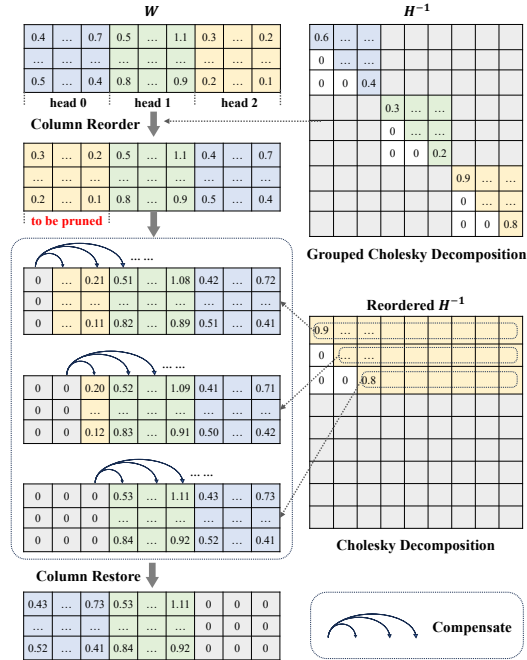 W
0.4 … 0.7 0.5 … 1.1 0.3 … 0.2
… … … … … … … … …
0.5 … 0.4 0.8 … 0.9 0.2 … 0.1
head 0 head 1 head 2
Column Reorder
0.3 … 0.2 0.5 … 1.1 0.4 … 0.7
… … … … … … … … …
0.2 … 0.1 0.8 … 0.9 0.5 … 0.4
to be pruned
... ...
0 … 0.21 0.51 … 1.08 0.42 … 0.72
0 … … … … … … … …
0 … 0.11 0.82 … 0.89 0.51 … 0.41
... ...
0 0 0.20 0.52 … 1.09 0.41 … 0.71
0 0 … … … … … … …
0 0 0.12 0.83 … 0.91 0.50 … 0.42
... ...
0 0 0 0.53 … 1.11 0.43 … 0.73
0 0 0 … … … … … …
0 0 0 0.84 … 0.92 0.52 … 0.41
Column Restore
0.43 … 0.73 0.53 … 1.11 0 0 0
… … … … … … 0 0 0
0.52 … 0.41 0.84 … 0.92 0 0 0
H⁻¹
0.6 … …
0 … …
0 0 0.4
0.3 … …
0 … …
0 0 0.2
0.9 … …
0 … …
0 0 0.8
Grouped Cholesky Decomposition
Reordered H⁻¹
0.9 … …
0 … …
0 0 0.8
Cholesky Decomposition
Compensate